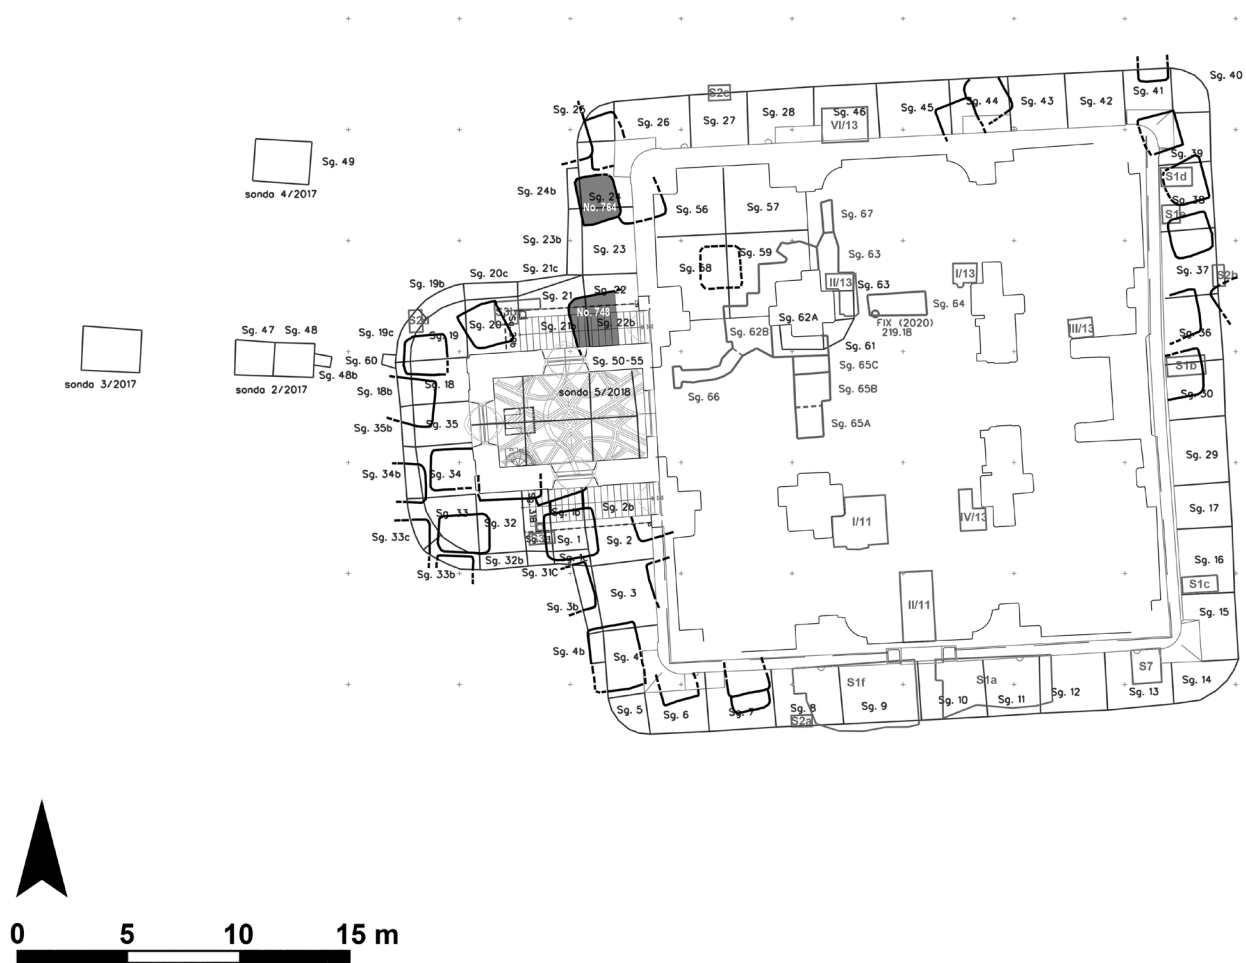 Sg. 40
Sg. 41
S2c
Sg. 25
Sg. 26
Sg. 27
Sg. 28
Sg. 46
VI/13
Sg. 45
Sg. 44
Sg. 43
Sg. 42
Sg. 49
sonda 4/2017
Sg. 39
S1d
Sg. 38
Sg. 24b
Sg. 24
No. 764
Sg. 56
Sg. 57
Sg. 67
Sg. 23b
Sg. 23
Sg. 58
Sg. 59
Sg. 63
Sg. 37
S2b
Sg. 19b
Sg. 20c
Sg. 21c
II/13
Sg. 63
I/13
Sg. 64
Sg. 21
Sg. 22
No. 748
Sg. 19c
Sg. 19
Sg. 20
Sg. 21b
Sg. 22b
Sg. 62B
Sg. 62A
FIX (2020)
219.18
III/13
Sg. 36
Sg. 47
Sg. 48
Sg. 60
Sg. 48b
sonda 3/2017
sonda 2/2017
Sg. 50-55
Sg. 61
Sg. 65C
S1b
Sg. 30
Sg. 18b
Sg. 18
sonda 5/2018
Sg. 66
Sg. 65B
Sg. 35b
Sg. 35
Sg. 65A
Sg. 29
Sg. 34b
Sg. 34
Sg. 33
Sg. 32
Sg. 1b
Sg. 2b
Sg. 17
Sg. 33c
Sg. 1
Sg. 2
I/11
IV/13
Sg. 33b
Sg. 32b
Sg. 31C
Sg. 1c
Sg. 16
S1c
Sg. 3b
Sg. 3
II/11
Sg. 15
Sg. 4b
Sg. 4
S1f
S1a
S7
Sg. 14
Sg. 5
Sg. 6
Sg. 7
Sg. 8
S2a
Sg. 9
Sg. 10
Sg. 11
Sg. 12
Sg. 13
0 5 10 15 m